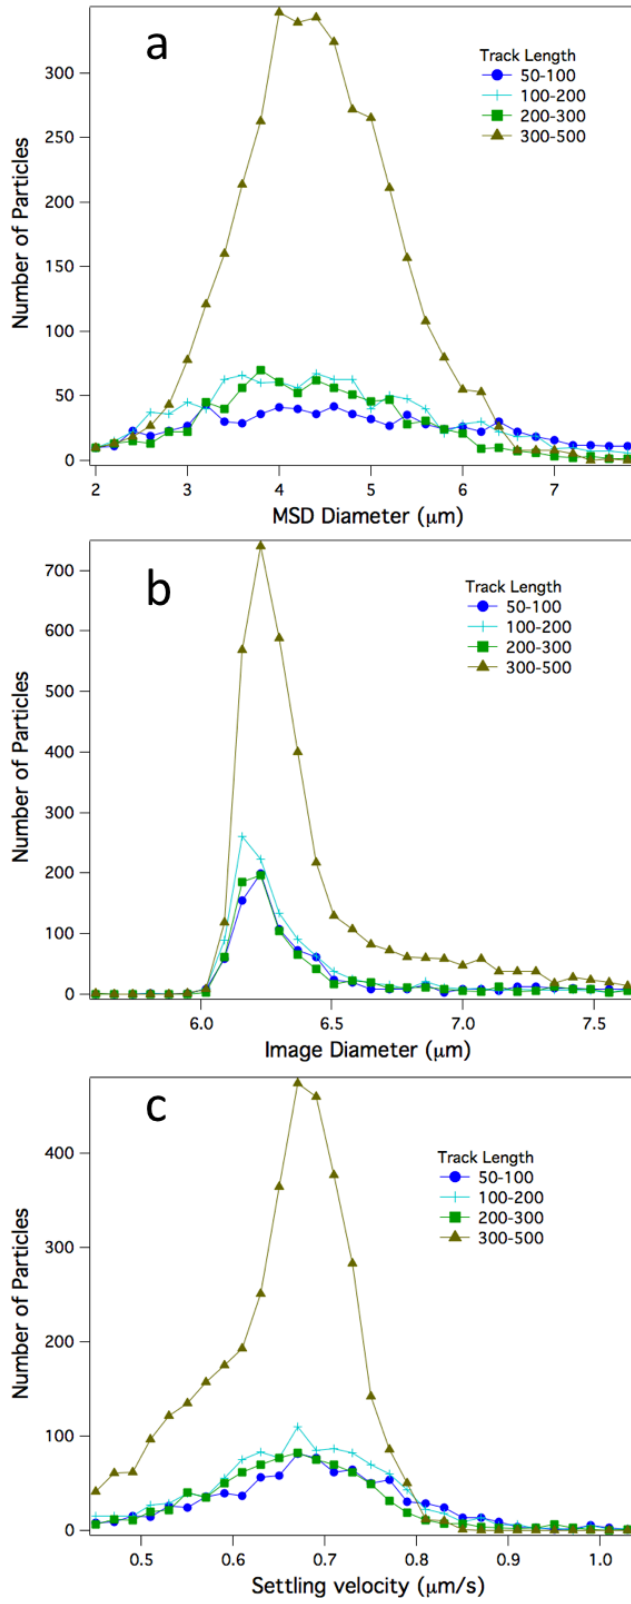 a
Track Length
50-100
100-200
200-300
300-500
Number of Particles
300
250
200
150
100
50
0
2 3 4 5 6 7
MSD Diameter (μm)
b
Track Length
50-100
100-200
200-300
300-500
Number of Particles
700
600
500
400
300
200
100
0
6.0 6.5 7.0 7.5
Image Diameter (μm)
c
Track Length
50-100
100-200
200-300
300-500
Number of Particles
400
300
200
100
0
0.5 0.6 0.7 0.8 0.9 1.0
Settling velocity (μm/s)